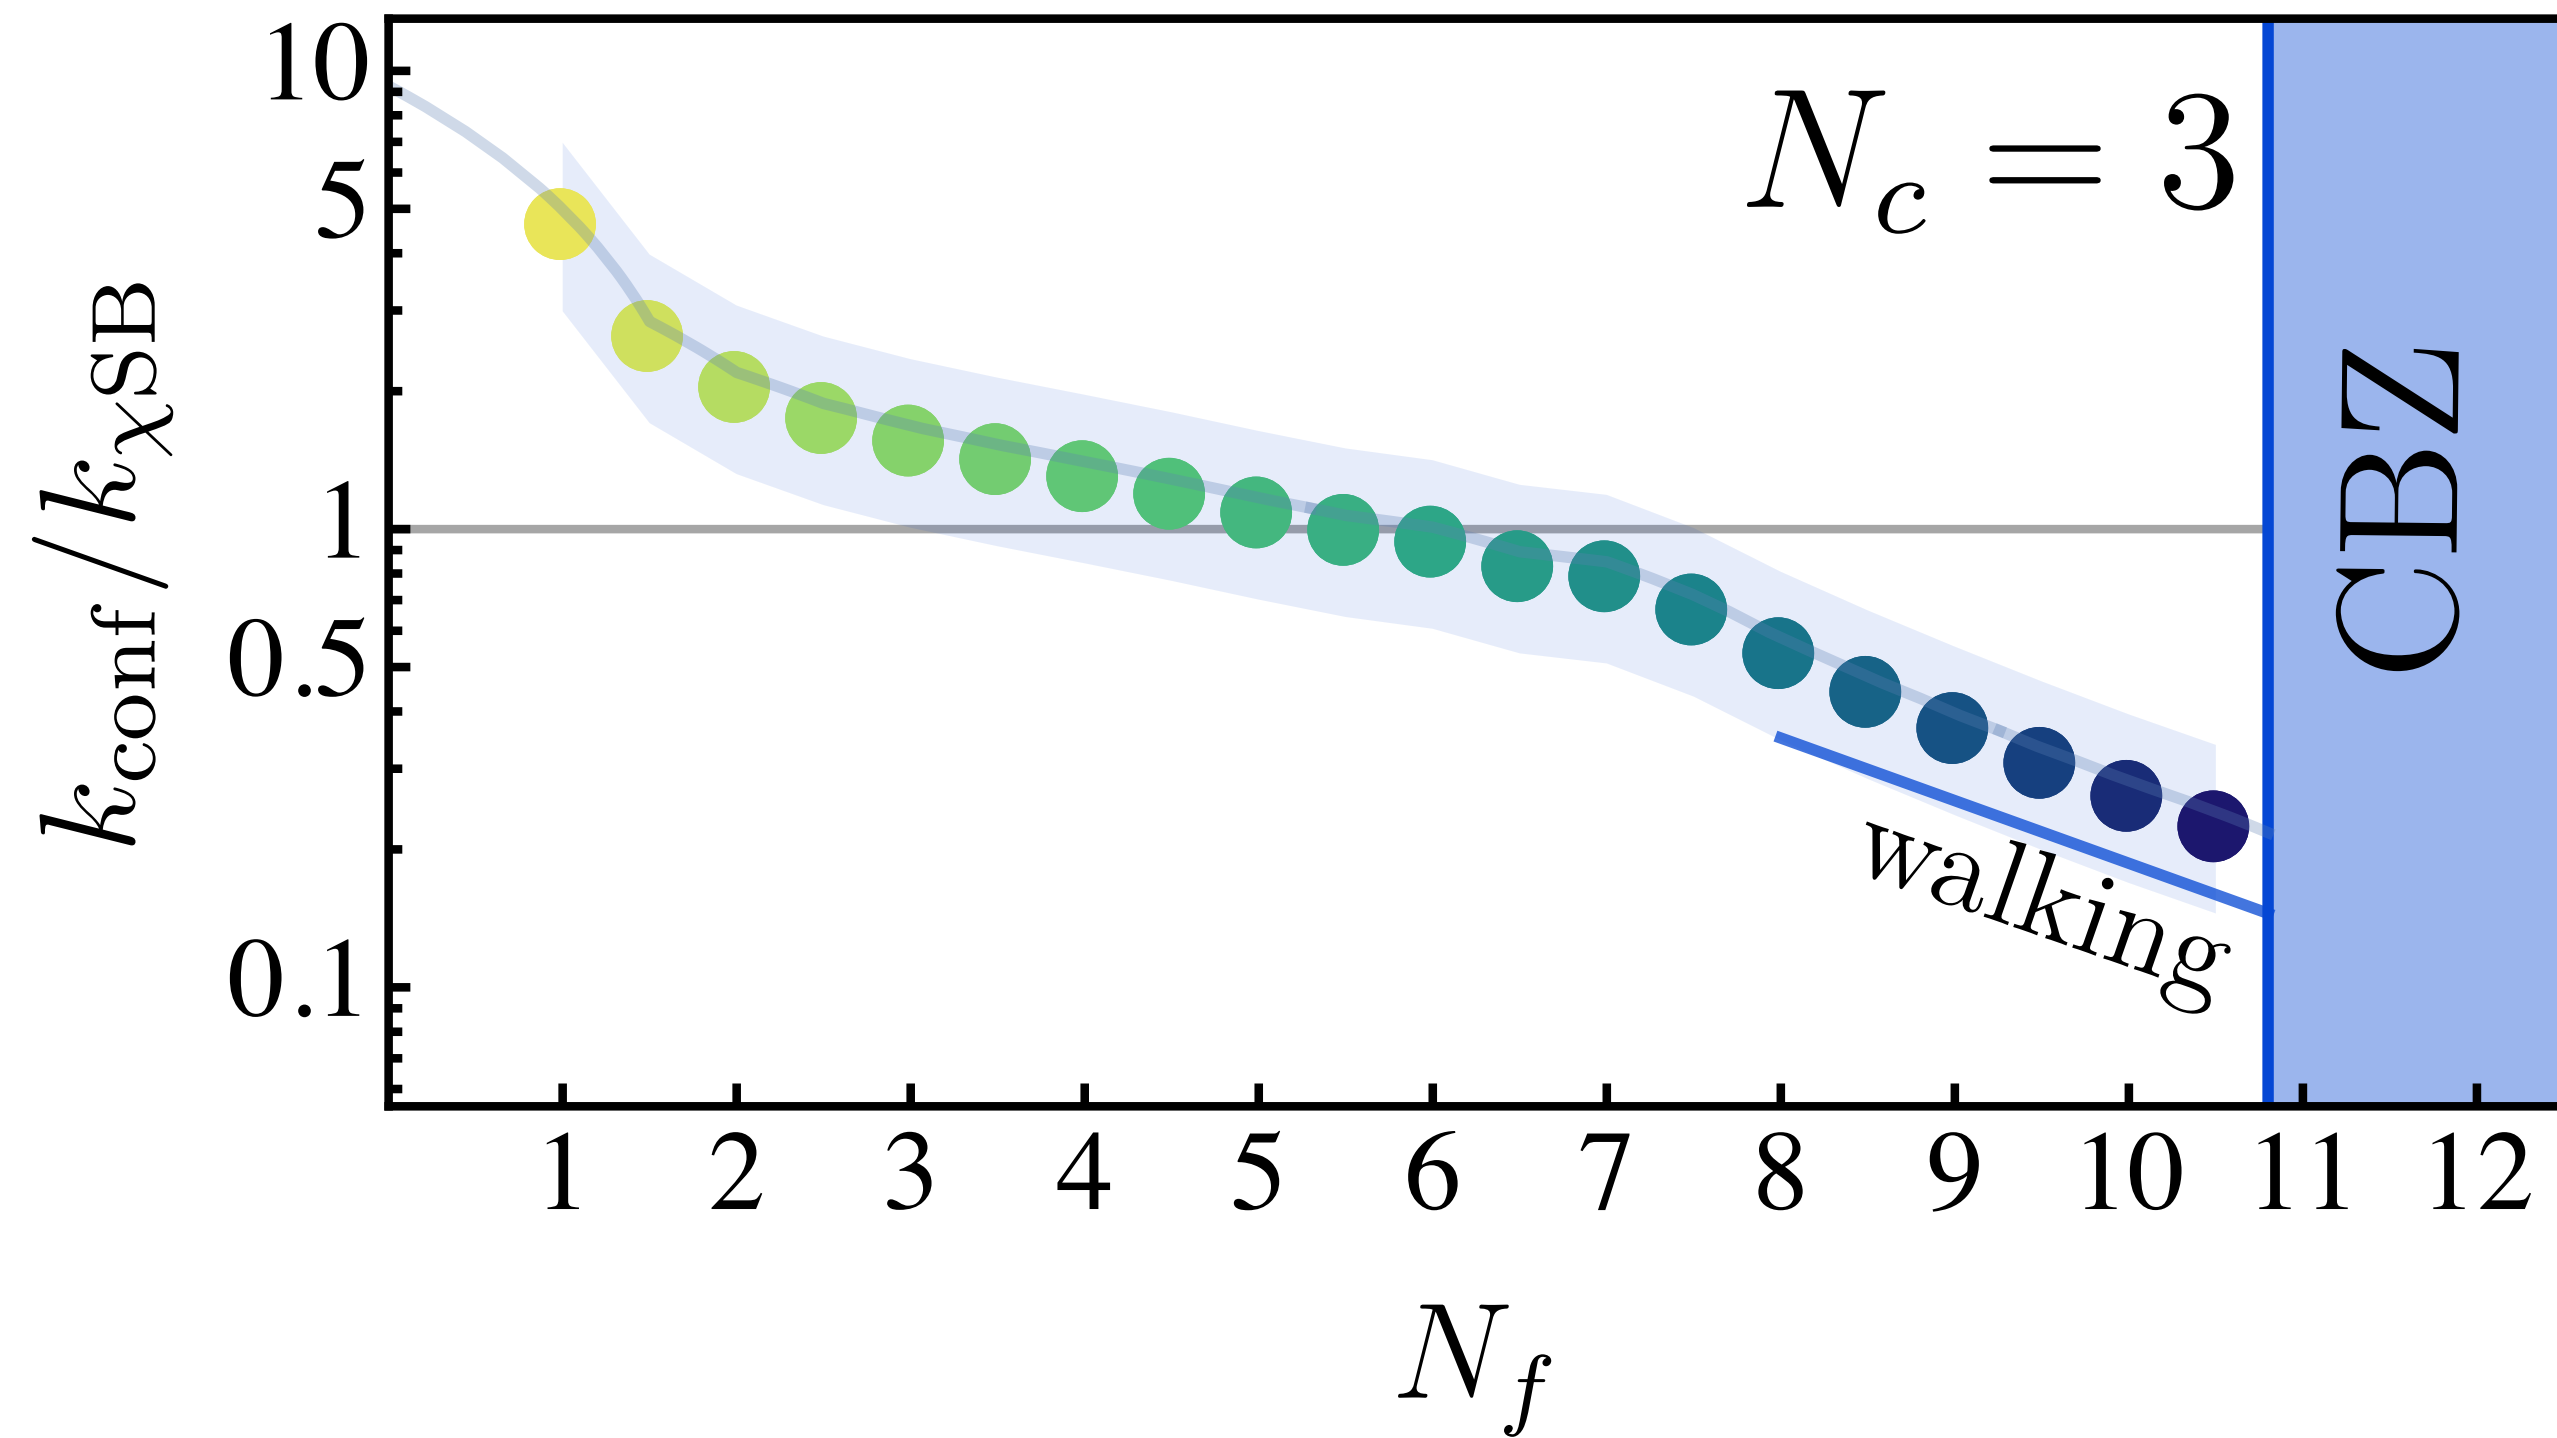 10
5
1
0.5
0.1
k_conf / k_χSB
N_c = 3
CBZ
walking
1 2 3 4 5 6 7 8 9 10 11 12
N_f